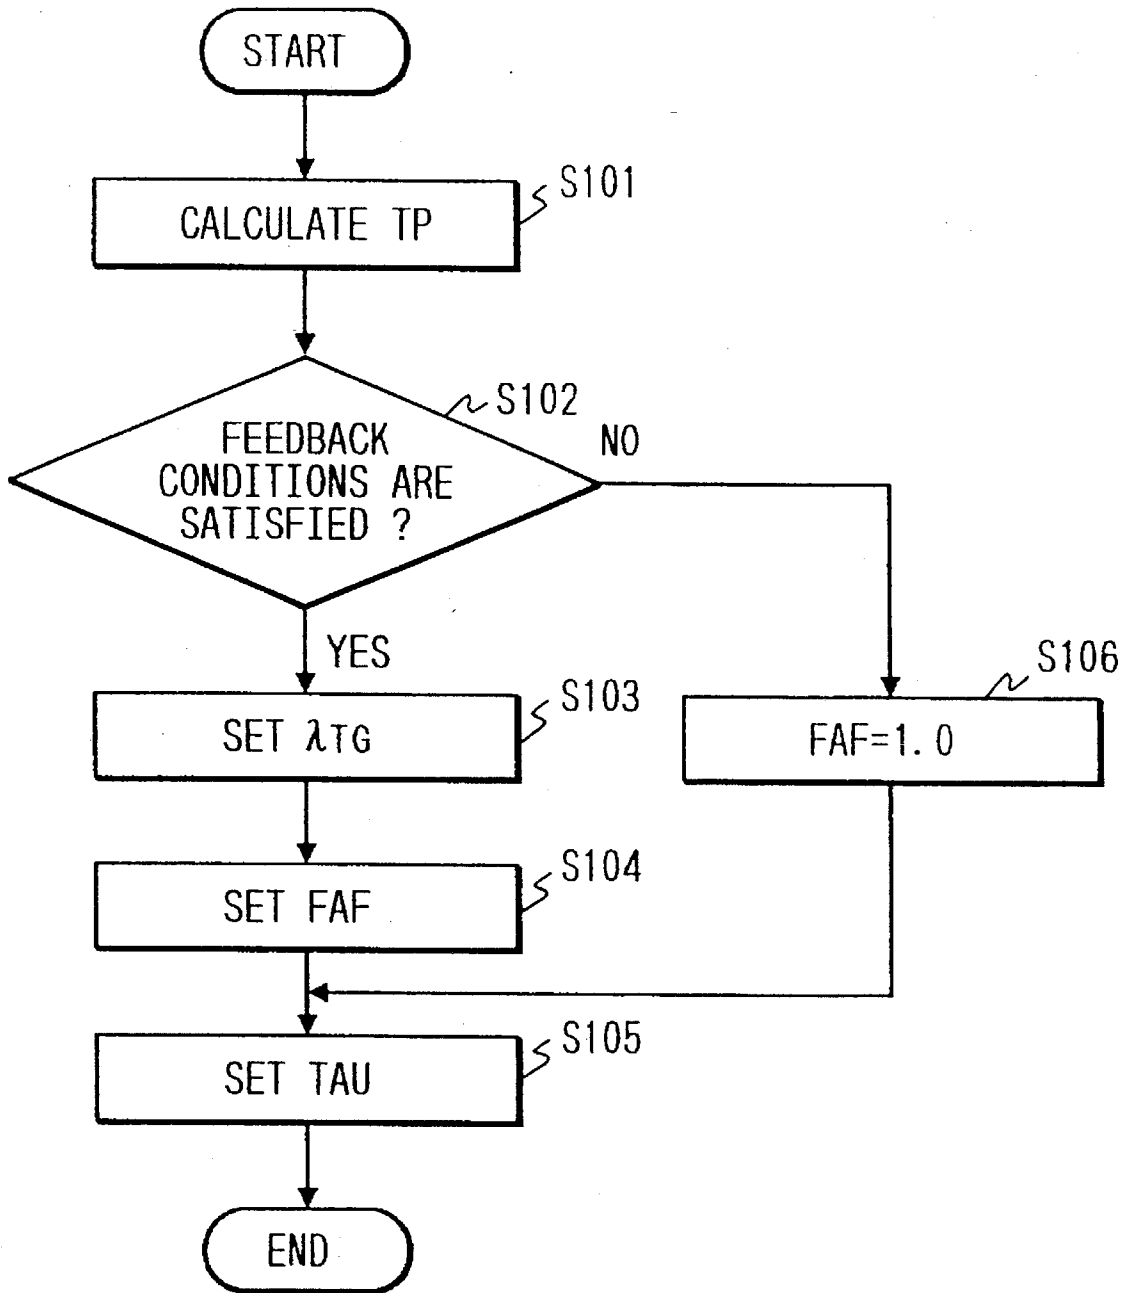 START
S101
CALCULATE TP
S102
FEEDBACK
CONDITIONS ARE
SATISFIED ?
NO
YES
S103
SET λTG
S106
FAF=1.0
S104
SET FAF
S105
SET TAU
END